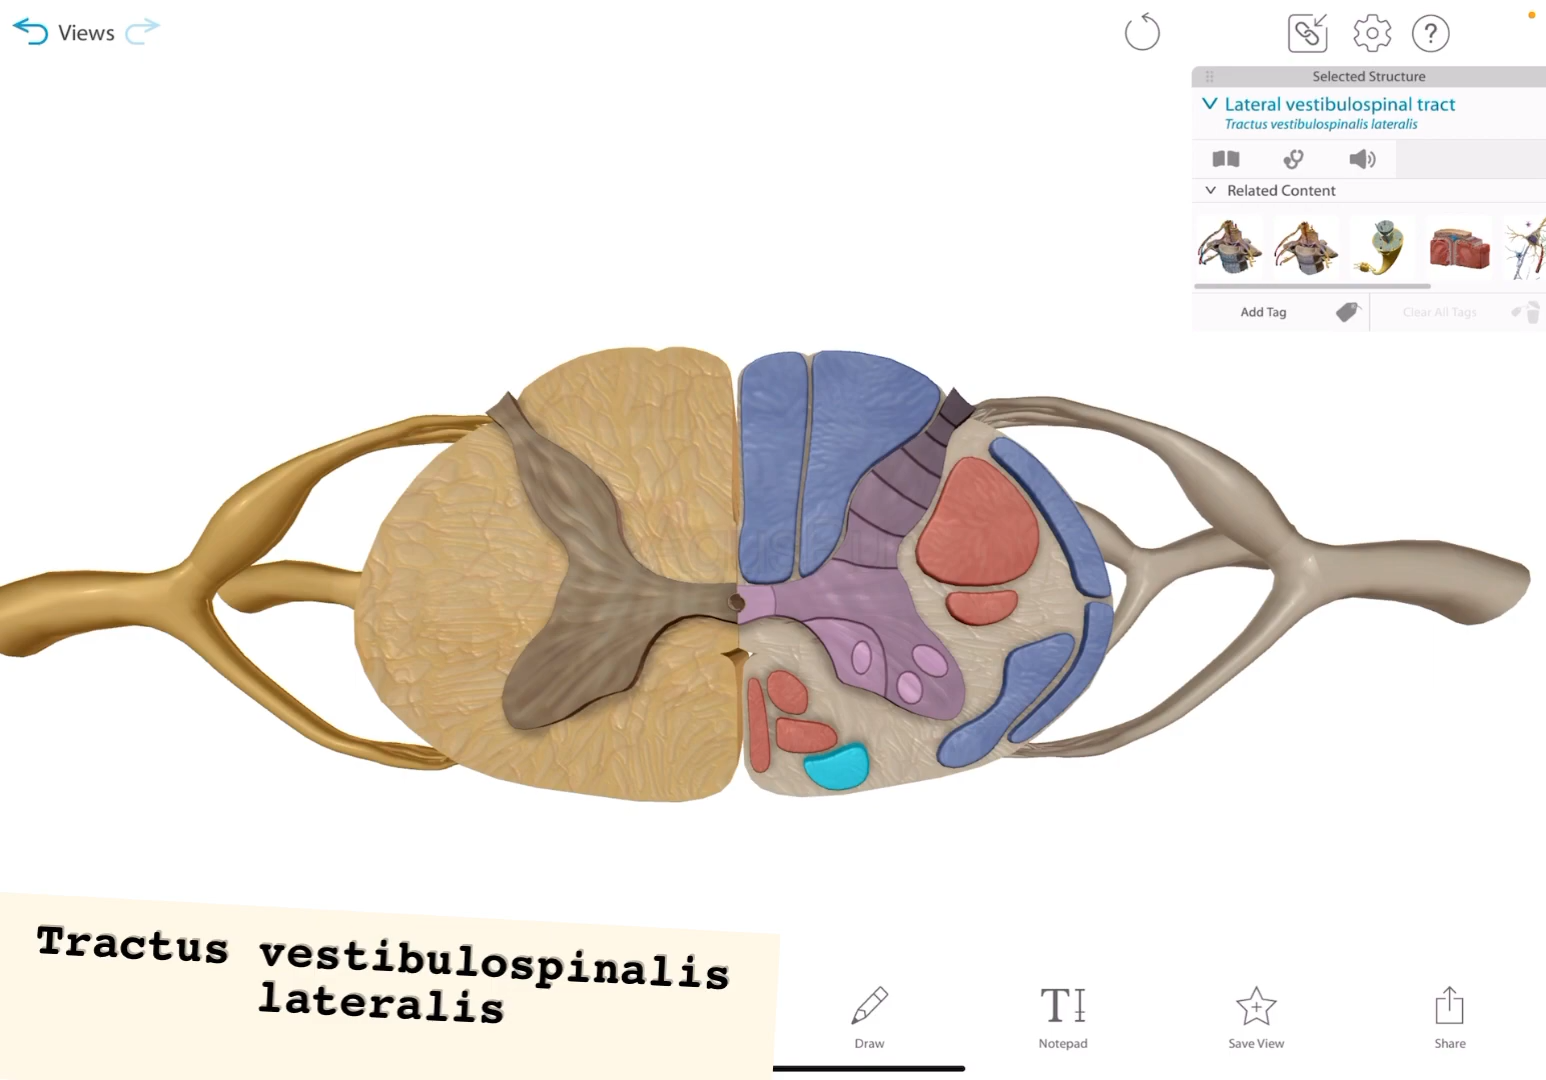 Views
?
Selected Structure
Lateral vestibulospinal tract
Tractus vestibulospinalis lateralis
Related Content
Add Tag
Clear All Tags
Tractus vestibulospinalis
lateralis
Draw
Notepad
Save View
Share